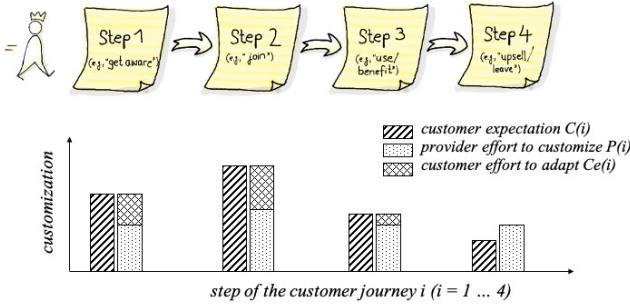 Step 1
(e.g. "get aware")
Step 2
(e.g. "join")
Step 3
(e.g. "use/
benefit")
Step 4
(e.g. "upsell/
leave")
customer expectation C(i)
provider effort to customize P(i)
customer effort to adapt Ce(i)
customization
step of the customer journey i (i = 1 ... 4)